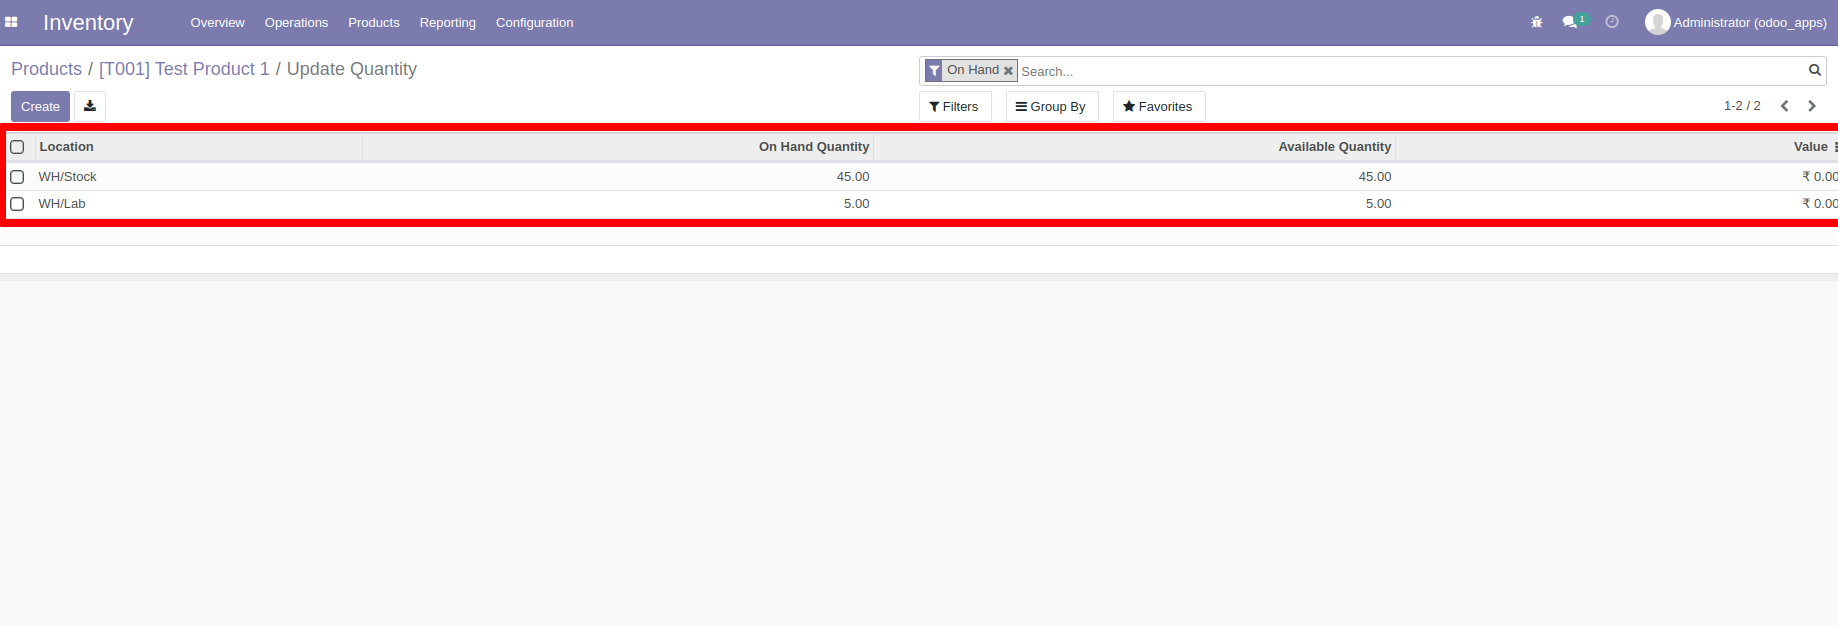 Inventory Overview Operations Products Reporting Configuration 1 Administrator (odoo_apps)
Products / [T001] Test Product 1 / Update Quantity
On Hand Search...
Create Filters Group By Favorites 1-2 / 2
Location On Hand Quantity Available Quantity Value
WH/Stock 45.00 45.00 ₹ 0.00
WH/Lab 5.00 5.00 ₹ 0.00